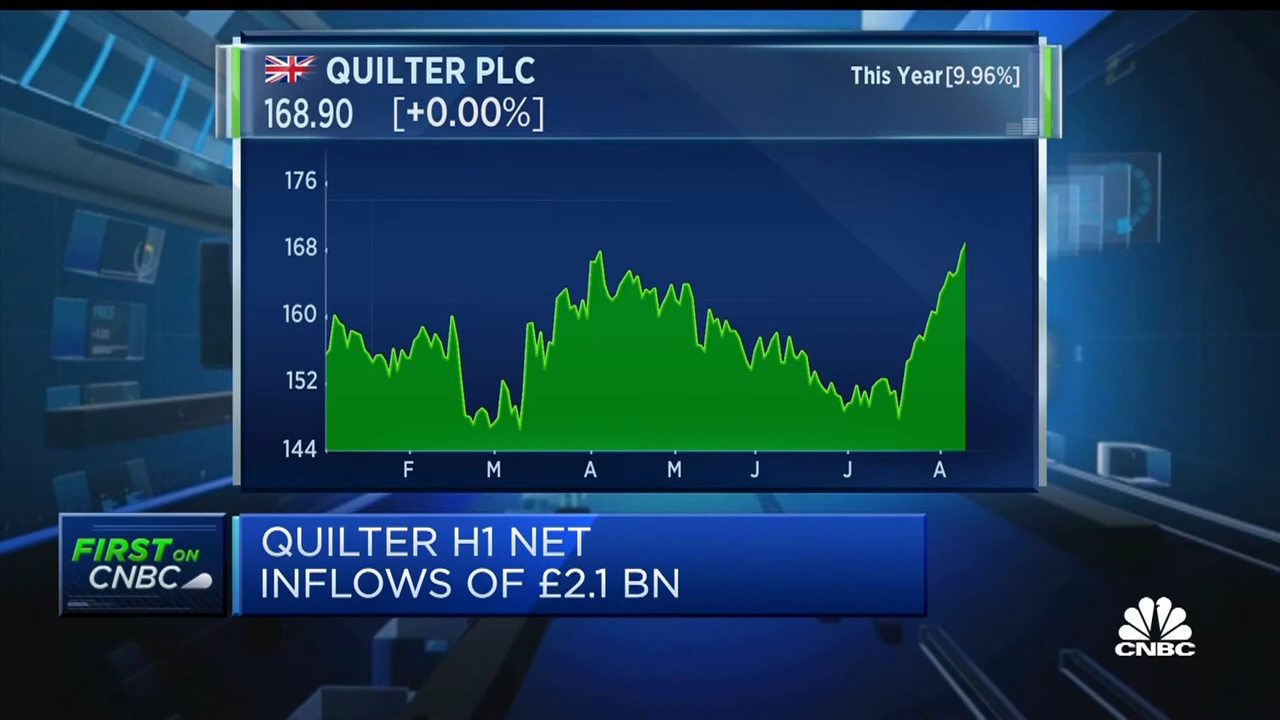 QUILTER PLC
This Year [9.96%]
168.90 [+0.00%]
176
168
160
152
144
F M A M J J A
FIRST ON
CNBC
QUILTER H1 NET
INFLOWS OF £2.1 BN
CNBC